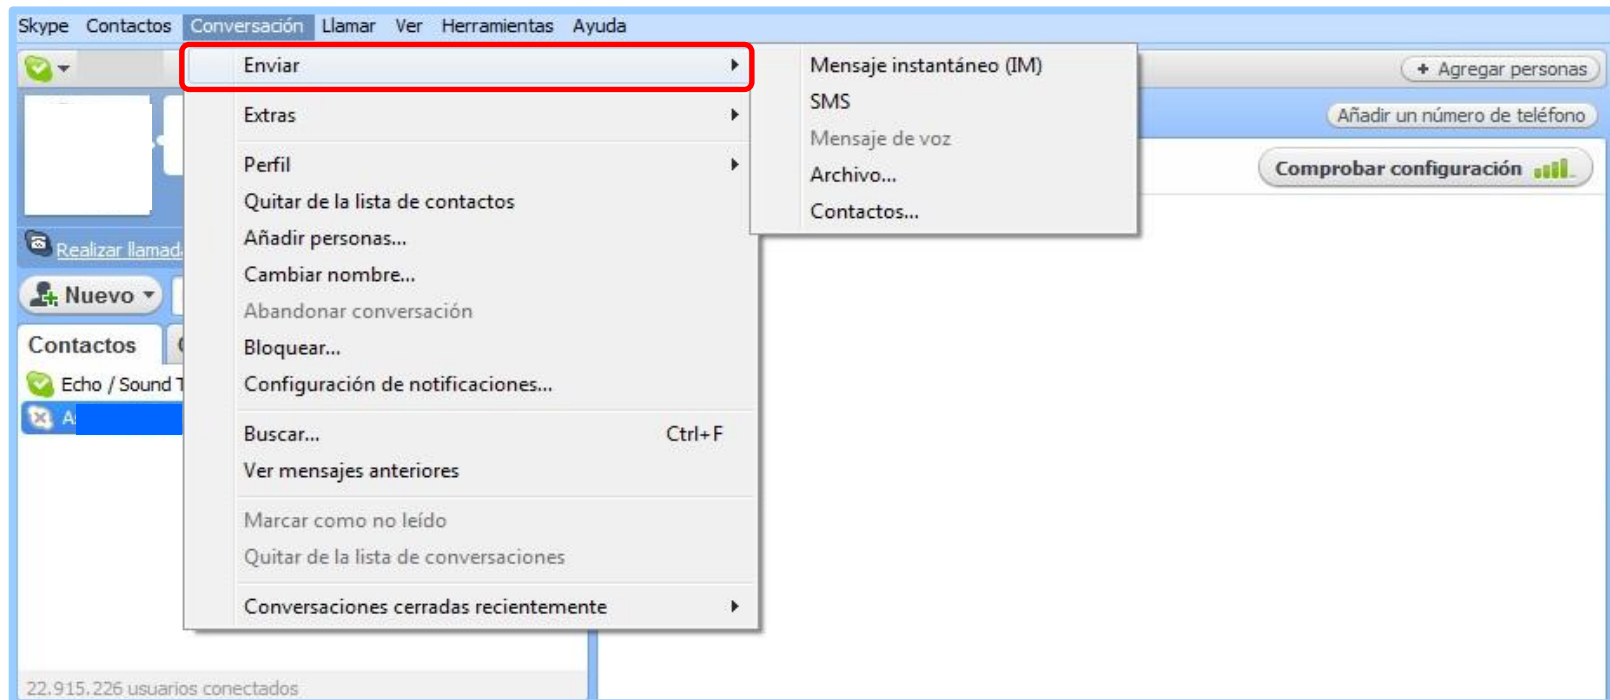 Skype Contactos Conversación Llamar Ver Herramientas Ayuda
Enviar
Mensaje instantáneo (IM)
SMS
Mensaje de voz
Archivo...
Contactos...
Extras
Perfil
Quitar de la lista de contactos
Añadir personas...
Cambiar nombre...
Abandonar conversación
Bloquear...
Configuración de notificaciones...
Buscar... Ctrl+F
Ver mensajes anteriores
Marcar como no leído
Quitar de la lista de conversaciones
Conversaciones cerradas recientemente
+ Agregar personas
Añadir un número de teléfono
Comprobar configuración
Realizar
Nuevo
Contactos
Echo / Sound
22.915.226 usuarios conectados